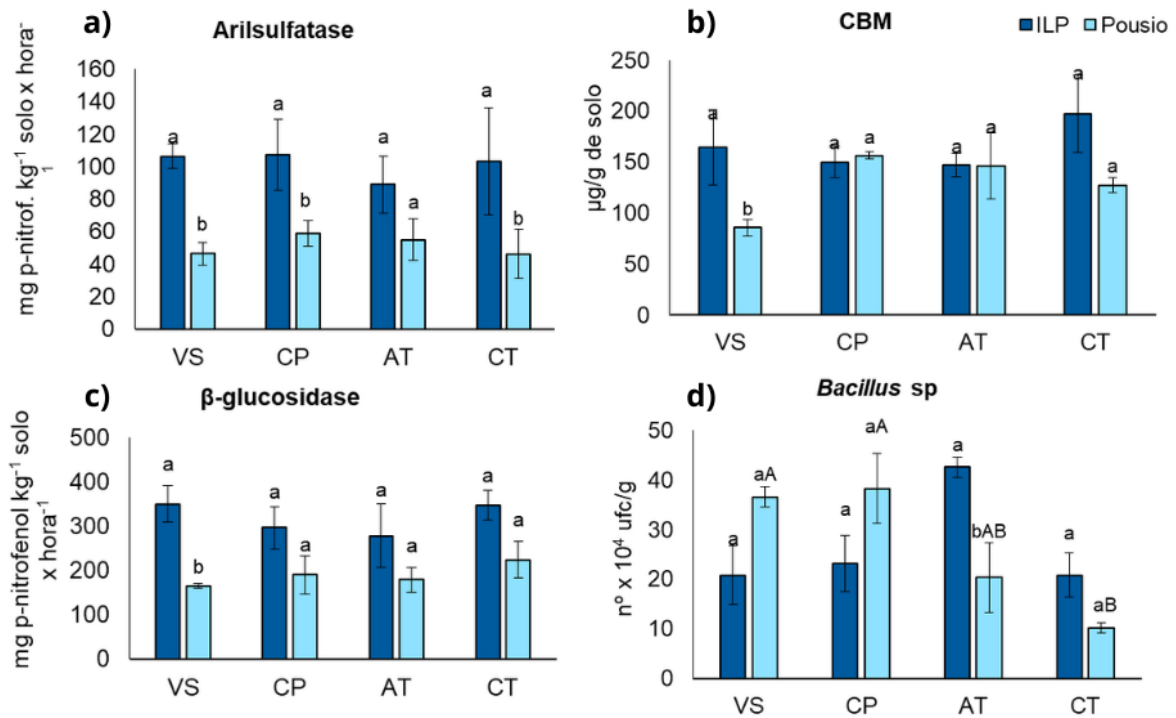 a)
Arilsulfatase
mg p-nitrof. kg⁻¹ solo x hora⁻
1
160
140
120
100
80
60
40
20
0
a
b
a
b
a
a
a
b
VS CP AT CT
b)
CBM
ILP Pousio
µg/g de solo
250
200
150
100
50
0
a
b
a
a
a
a
a
a
VS CP AT CT
c)
β-glucosidase
mg p-nitrofenol kg⁻¹ solo
x hora⁻¹
500
400
300
200
100
0
a
b
a
a
a
a
a
a
VS CP AT CT
d)
Bacillus sp
nº x 10⁴ ufc/g
50
40
30
20
10
0
a
aA
a
aA
a
bAB
a
aB
VS CP AT CT